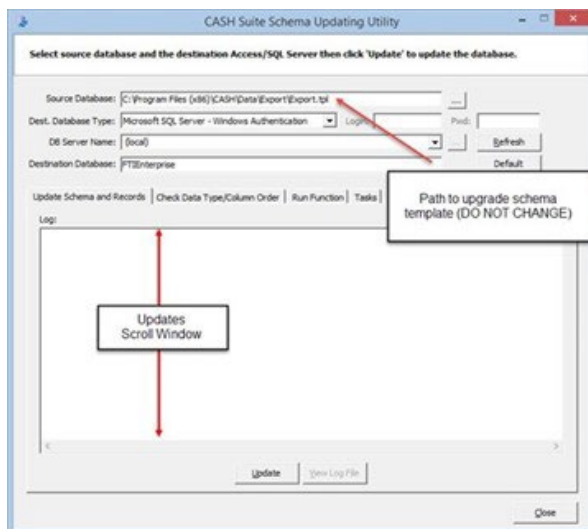 CASH Suite Schema Updating Utility
Select source database and the destination Access/SQL Server then click 'Update' to update the database.
Source Database: C:\Program Files (x86)\CASH\Data\Export\Export.tpl ...
Dest. Database Type: Microsoft SQL Server - Windows Authentication Login: Pwd:
DB Server Name: (local) ... Refresh
Destination Database: FTIEnterprise Default
Update Schema and Records Check Data Type/Column Order Run Function Tasks
Path to upgrade schema
template (DO NOT CHANGE)
Log:
Updates
Scroll Window
Update View Log File
Close